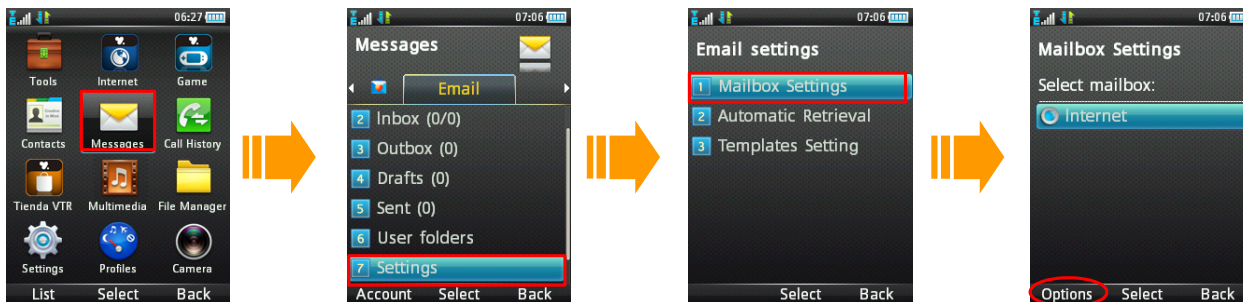 06:27
Tools Internet Game
Contacts Messages Call History
Tienda VTR Multimedia File Manager
Settings Profiles Camera
List Select Back
07:06
Messages
Email
2 Inbox (0/0)
3 Outbox (0)
4 Drafts (0)
5 Sent (0)
6 User folders
7 Settings
Account Select Back
07:06
Email settings
1 Mailbox Settings
2 Automatic Retrieval
3 Templates Setting
Select Back
07:06
Mailbox Settings
Select mailbox:
Internet
Options Select Back